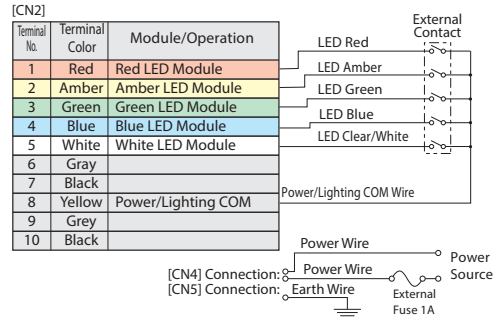 [CN2]
Terminal No. Terminal Color Module/Operation
1 Red Red LED Module
2 Amber Amber LED Module
3 Green Green LED Module
4 Blue Blue LED Module
5 White White LED Module
6 Gray
7 Black
8 Yellow Power/Lighting COM
9 Grey
10 Black
External
Contact
LED Red
LED Amber
LED Green
LED Blue
LED Clear/White
Power/Lighting COM Wire
Power Wire
[CN4] Connection: Power Wire
[CN5] Connection: Earth Wire
Power
Source
External
Fuse 1A